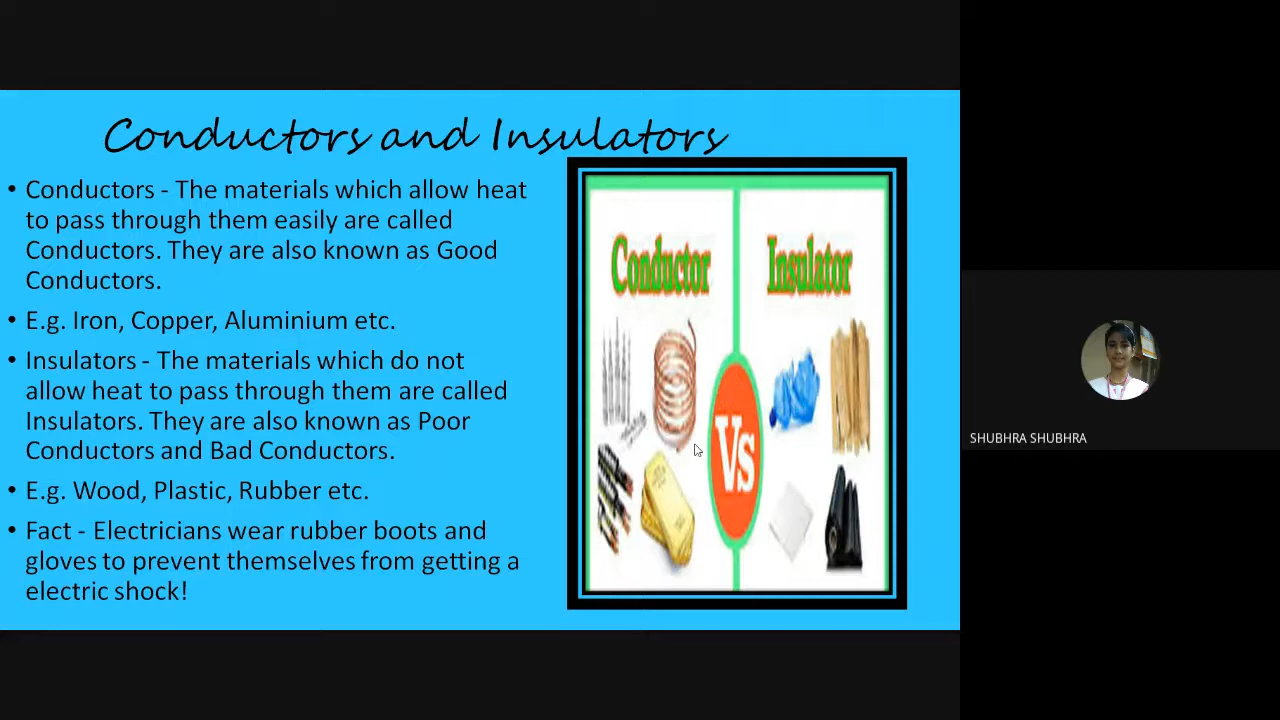 Conductors and Insulators
• Conductors - The materials which allow heat
to pass through them easily are called
Conductors. They are also known as Good
Conductors.
• E.g. Iron, Copper, Aluminium etc.
• Insulators - The materials which do not
allow heat to pass through them are called
Insulators. They are also known as Poor
Conductors and Bad Conductors.
• E.g. Wood, Plastic, Rubber etc.
• Fact - Electricians wear rubber boots and
gloves to prevent themselves from getting a
electric shock!
Conductor
Insulator
Vs
SHUBHRA SHUBHRA